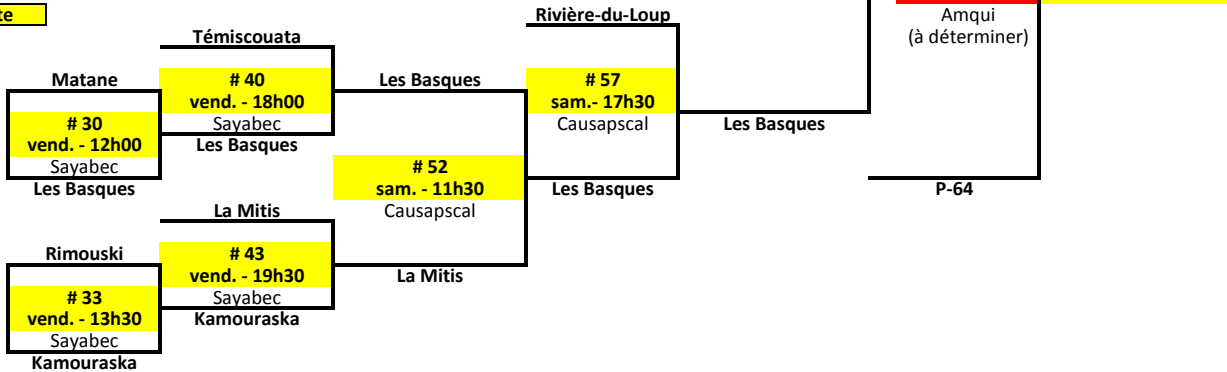 te
Rivière-du-Loup
Amqui
(à déterminer)
Témiscouata
Matane
# 40
vend. - 18h00
Sayabec
Les Basques
Les Basques
# 57
sam.- 17h30
Causapscal
Les Basques
# 30
vend. - 12h00
Sayabec
Les Basques
# 52
sam. - 11h30
Causapscal
Les Basques
P-64
La Mitis
Rimouski
# 43
vend. - 19h30
Sayabec
Kamouraska
La Mitis
# 33
vend. - 13h30
Sayabec
Kamouraska